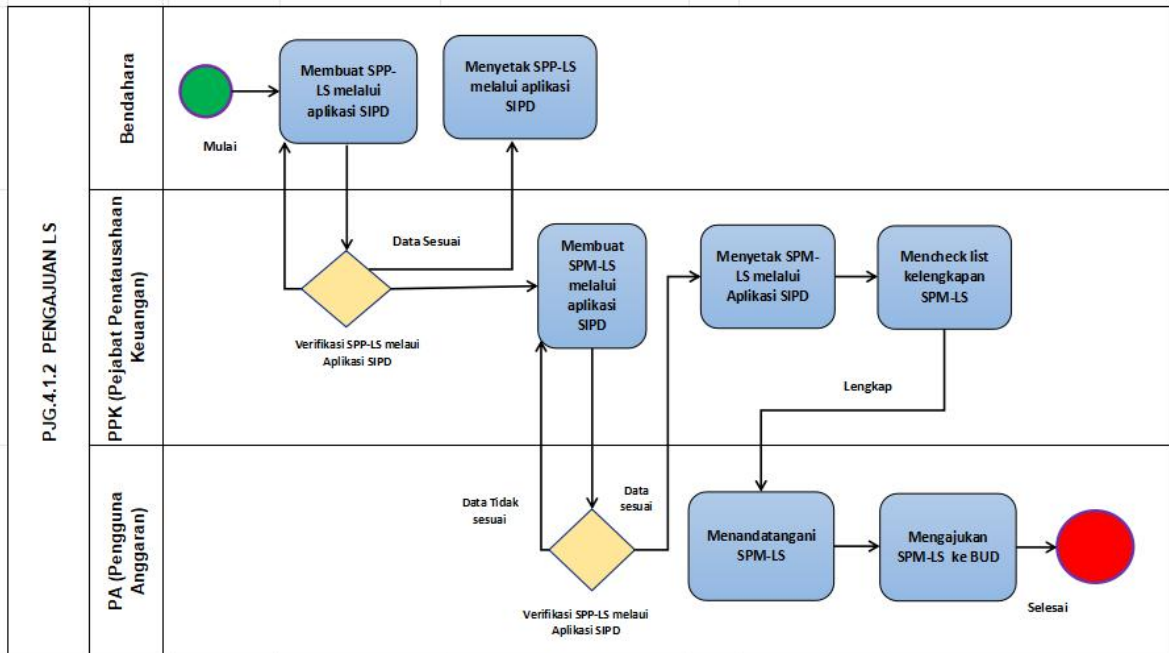 PJG.4.1.2 PENGAJUAN LS
Bendahara
Mulai
Membuat SPP-
LS melalui
aplikasi SIPD
Menyetak SPP-LS
melalui aplikasi
SIPD
PPK (Pejabat Penatausahaan
Keuangan)
Data Sesuai
Verifikasi SPP-LS melaui
Aplikasi SIPD
Membuat
SPM-LS
melalui
aplikasi
SIPD
Menyetak SPM-
LS melalui
Aplikasi SIPD
Mencheck list
kelengkapan
SPM-LS
Lengkap
PA (Pengguna
Anggaran)
Data Tidak
sesuai
Data
sesuai
Verifikasi SPP-LS melaui
Aplikasi SIPD
Menandatangani
SPM-LS
Mengajukan
SPM-LS ke BUD
Selesai